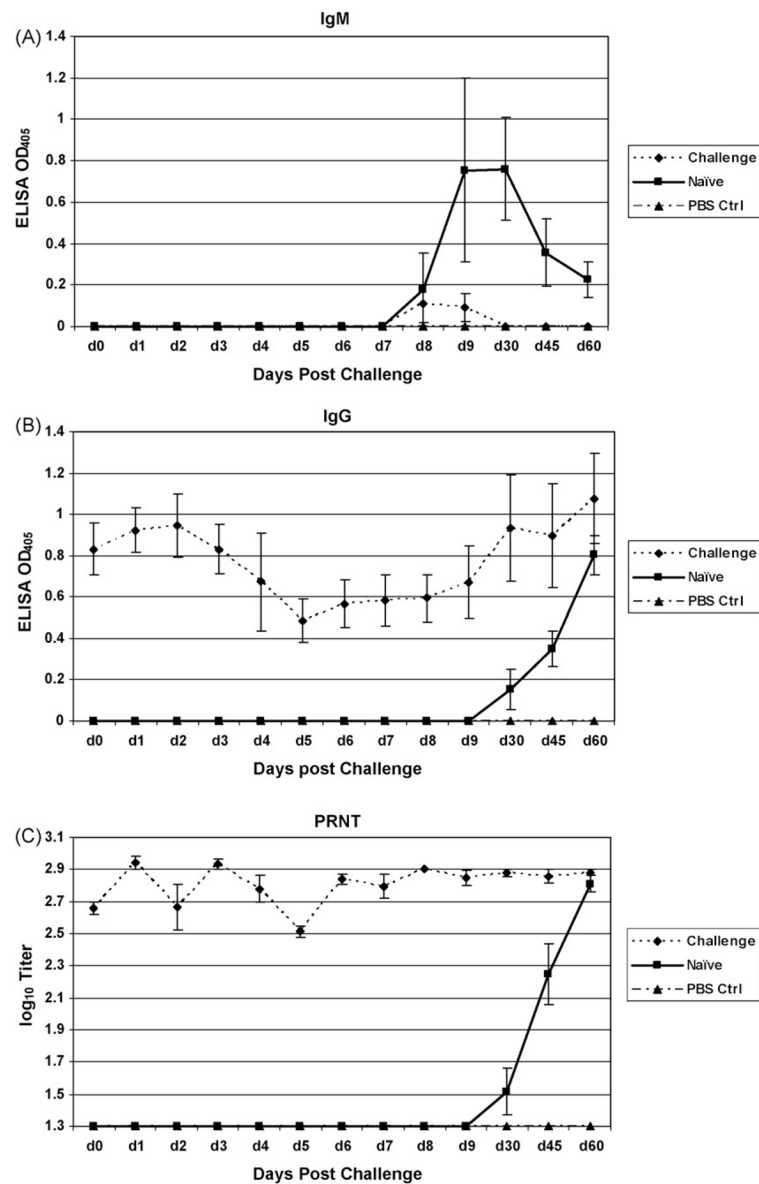 (A)
IgM
1.4
1.2
1
0.8
0.6
0.4
0.2
0
ELISA OD405
d0 d1 d2 d3 d4 d5 d6 d7 d8 d9 d30 d45 d60
Days Post Challenge
Challenge
Naïve
PBS Ctrl
(B)
IgG
1.4
1.2
1
0.8
0.6
0.4
0.2
0
ELISA OD405
d0 d1 d2 d3 d4 d5 d6 d7 d8 d9 d30 d45 d60
Days post Challenge
Challenge
Naïve
PBS Ctrl
(C)
PRNT
3.1
2.9
2.7
2.5
2.3
2.1
1.9
1.7
1.5
1.3
log10 Titer
d0 d1 d2 d3 d4 d5 d6 d7 d8 d9 d30 d45 d60
Days Post Challenge
Challenge
Naïve
PBS Ctrl